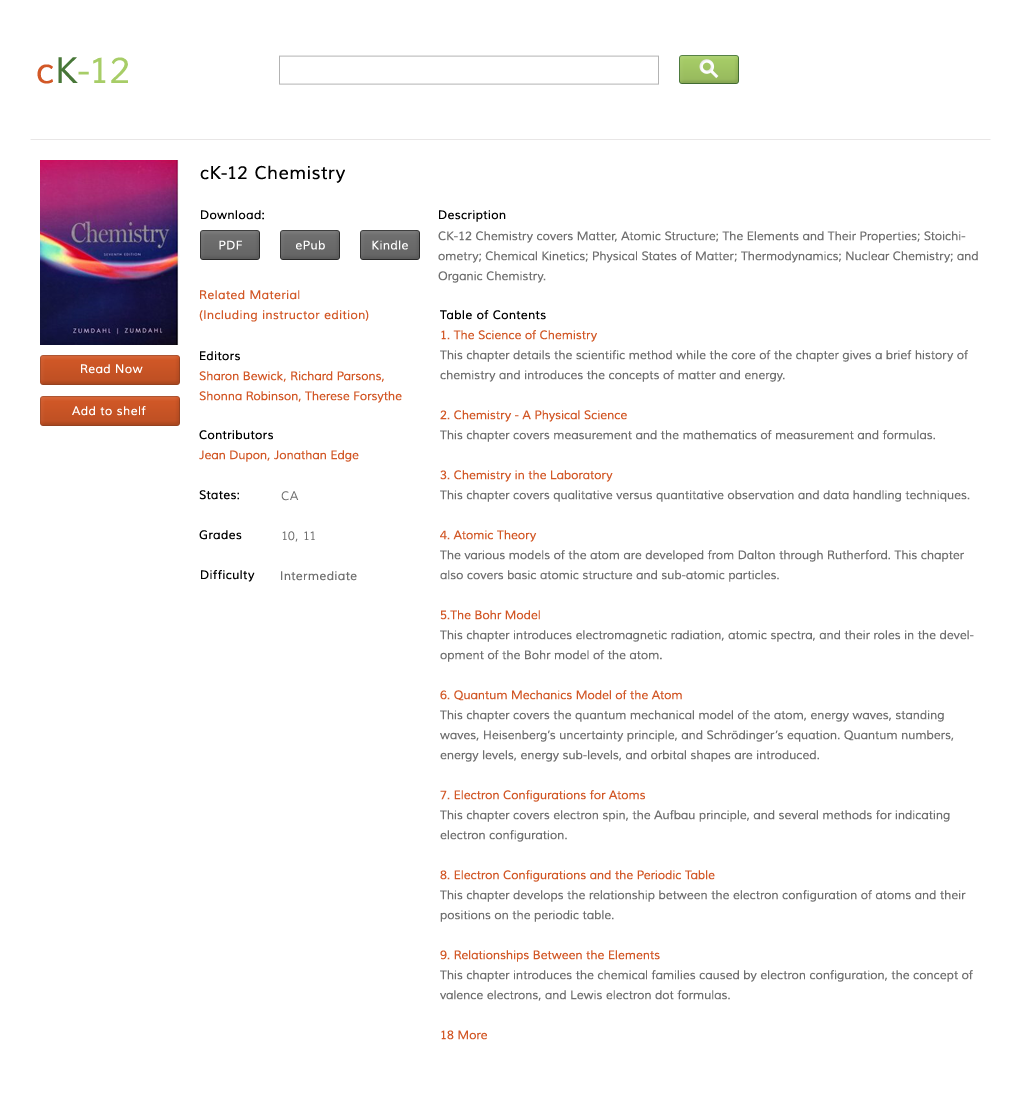 cK-12
cK-12 Chemistry
Chemistry
SEVENTH EDITION
ZUMDAHL | ZUMDAHL
Read Now
Add to shelf
Download:
PDF
ePub
Kindle
Related Material
(Including instructor edition)
Editors
Sharon Bewick, Richard Parsons,
Shonna Robinson, Therese Forsythe
Contributors
Jean Dupon, Jonathan Edge
States: CA
Grades 10, 11
Difficulty Intermediate
Description
CK-12 Chemistry covers Matter, Atomic Structure; The Elements and Their Properties; Stoichi-
ometry; Chemical Kinetics; Physical States of Matter; Thermodynamics; Nuclear Chemistry; and
Organic Chemistry.
Table of Contents
1. The Science of Chemistry
This chapter details the scientific method while the core of the chapter gives a brief history of
chemistry and introduces the concepts of matter and energy.
2. Chemistry - A Physical Science
This chapter covers measurement and the mathematics of measurement and formulas.
3. Chemistry in the Laboratory
This chapter covers qualitative versus quantitative observation and data handling techniques.
4. Atomic Theory
The various models of the atom are developed from Dalton through Rutherford. This chapter
also covers basic atomic structure and sub-atomic particles.
5.The Bohr Model
This chapter introduces electromagnetic radiation, atomic spectra, and their roles in the devel-
opment of the Bohr model of the atom.
6. Quantum Mechanics Model of the Atom
This chapter covers the quantum mechanical model of the atom, energy waves, standing
waves, Heisenberg's uncertainty principle, and Schrödinger's equation. Quantum numbers,
energy levels, energy sub-levels, and orbital shapes are introduced.
7. Electron Configurations for Atoms
This chapter covers electron spin, the Aufbau principle, and several methods for indicating
electron configuration.
8. Electron Configurations and the Periodic Table
This chapter develops the relationship between the electron configuration of atoms and their
positions on the periodic table.
9. Relationships Between the Elements
This chapter introduces the chemical families caused by electron configuration, the concept of
valence electrons, and Lewis electron dot formulas.
18 More